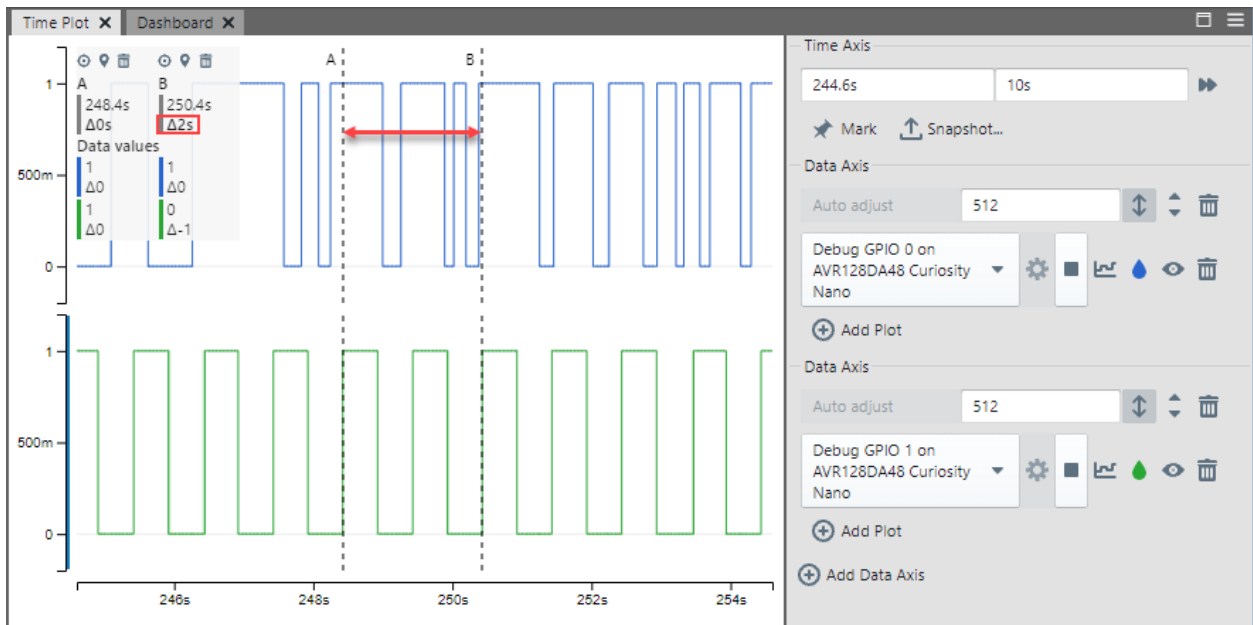 Time Plot
Dashboard
A
B
A B
248.4s 250.4s
Δ0s Δ2s
Data values
1 1
Δ0 Δ0
1 0
Δ0 Δ-1
1
500m
0
1
500m
0
246s 248s 250s 252s 254s
Time Axis
244.6s 10s
Mark Snapshot...
Data Axis
Auto adjust 512
Debug GPIO 0 on
AVR128DA48 Curiosity
Nano
Add Plot
Data Axis
Auto adjust 512
Debug GPIO 1 on
AVR128DA48 Curiosity
Nano
Add Plot
Add Data Axis